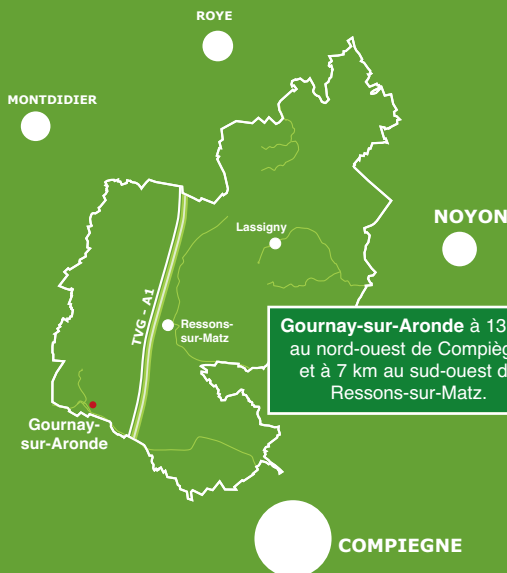 ROYE
MONTDIDIER
NOYON
Lassigny
TVG - A1
Ressons-
sur-Matz
Gournay-sur-Aronde à 13
au nord-ouest de Compièg
et à 7 km au sud-ouest d
Ressons-sur-Matz.
Gournay-
sur-Aronde
COMPIEGNE